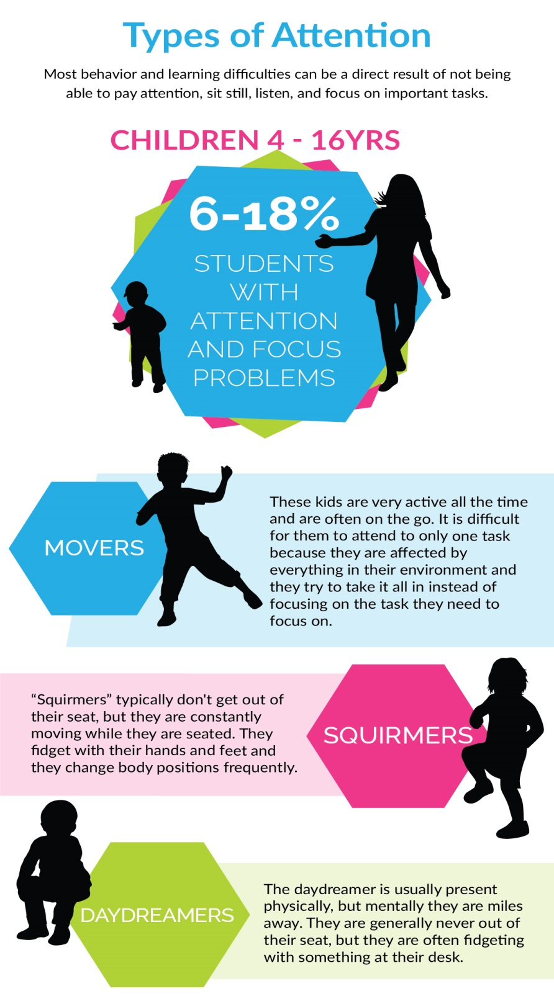 Types of Attention
Most behavior and learning difficulties can be a direct result of not being
able to pay attention, sit still, listen, and focus on important tasks.
CHILDREN 4 - 16YRS
6-18%
STUDENTS
WITH
ATTENTION
AND FOCUS
PROBLEMS
MOVERS
These kids are very active all the time
and are often on the go. It is difficult
for them to attend to only one task
because they are affected by
everything in their environment and
they try to take it all in instead of
focusing on the task they need to
focus on.
“Squirmers” typically don't get out of
their seat, but they are constantly
moving while they are seated. They
fidget with their hands and feet and
they change body positions frequently.
SQUIRMERS
DAYDREAMERS
The daydreamer is usually present
physically, but mentally they are miles
away. They are generally never out of
their seat, but they are often fidgeting
with something at their desk.